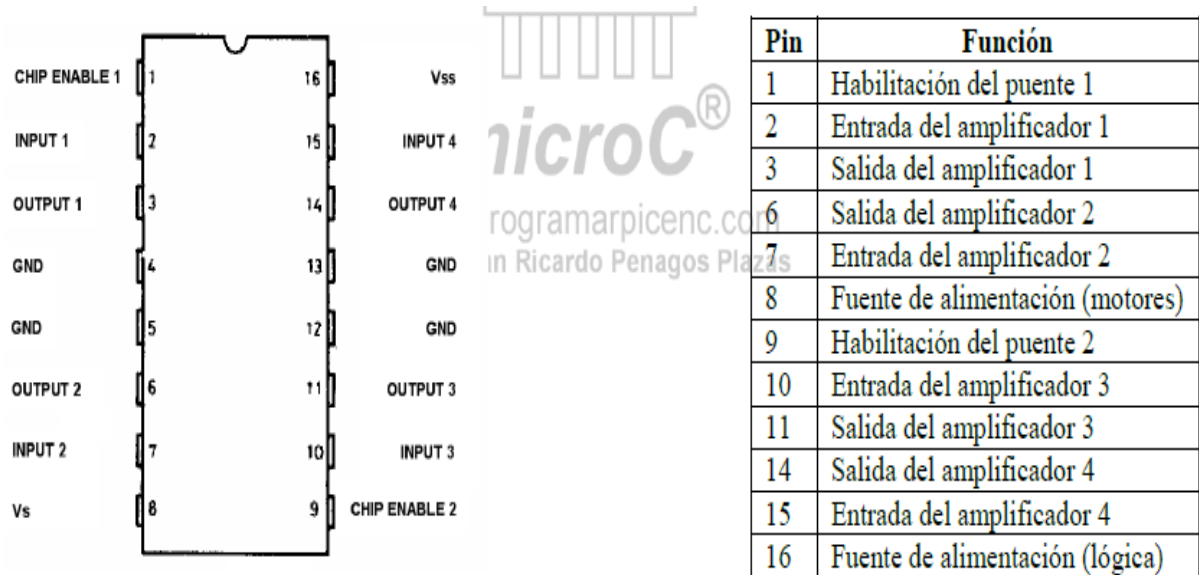 CHIP ENABLE 1
1
16
Vss
INPUT 1
2
15
INPUT 4
OUTPUT 1
3
14
OUTPUT 4
GND
4
13
GND
GND
5
12
GND
OUTPUT 2
6
11
OUTPUT 3
INPUT 2
7
10
INPUT 3
Vs
8
9
CHIP ENABLE 2
®
rogramarpicenc.com
n Ricardo Penagos Plazas
Pin Función
1 Habilitación del puente 1
2 Entrada del amplificador 1
3 Salida del amplificador 1
6 Salida del amplificador 2
7 Entrada del amplificador 2
8 Fuente de alimentación (motores)
9 Habilitación del puente 2
10 Entrada del amplificador 3
11 Salida del amplificador 3
14 Salida del amplificador 4
15 Entrada del amplificador 4
16 Fuente de alimentación (lógica)